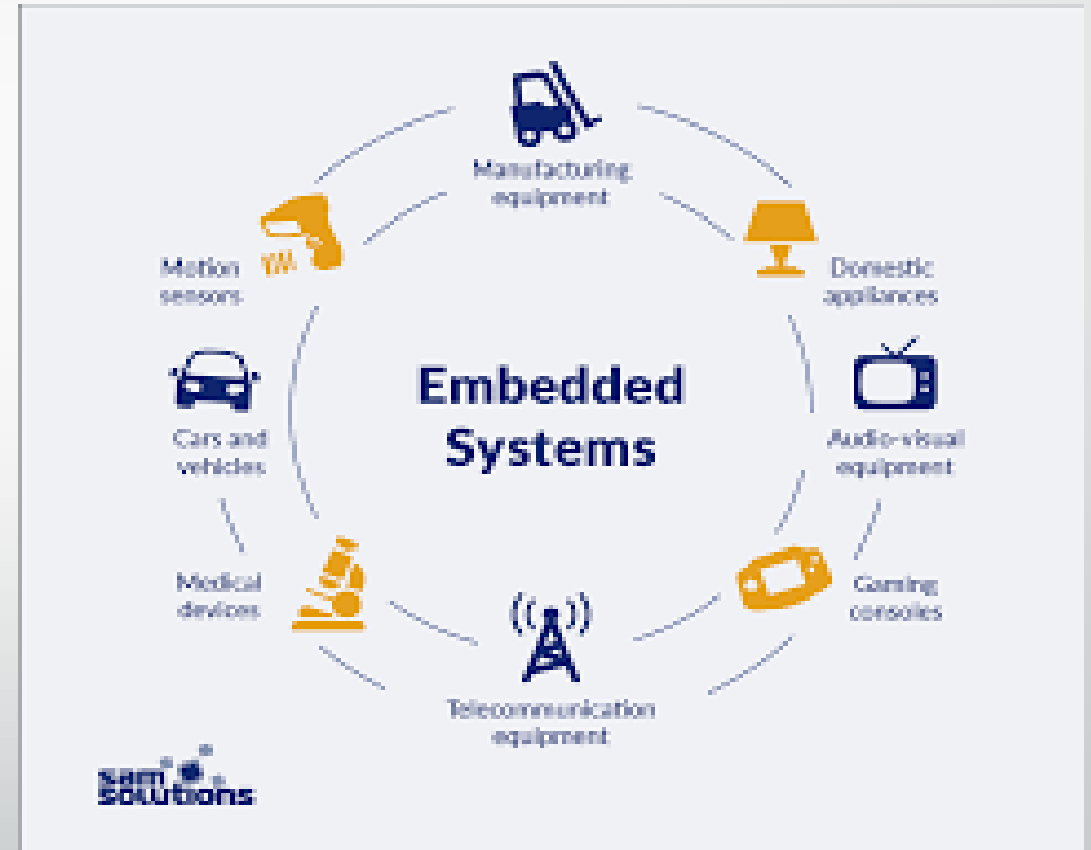 Manufacturing
equipment
Motion
sensors
Domestic
appliances
Embedded
Systems
Cars and
vehicles
Audio-visual
equipment
Medical
devices
Gaming
consoles
Telecommunication
equipment
sam
solutions